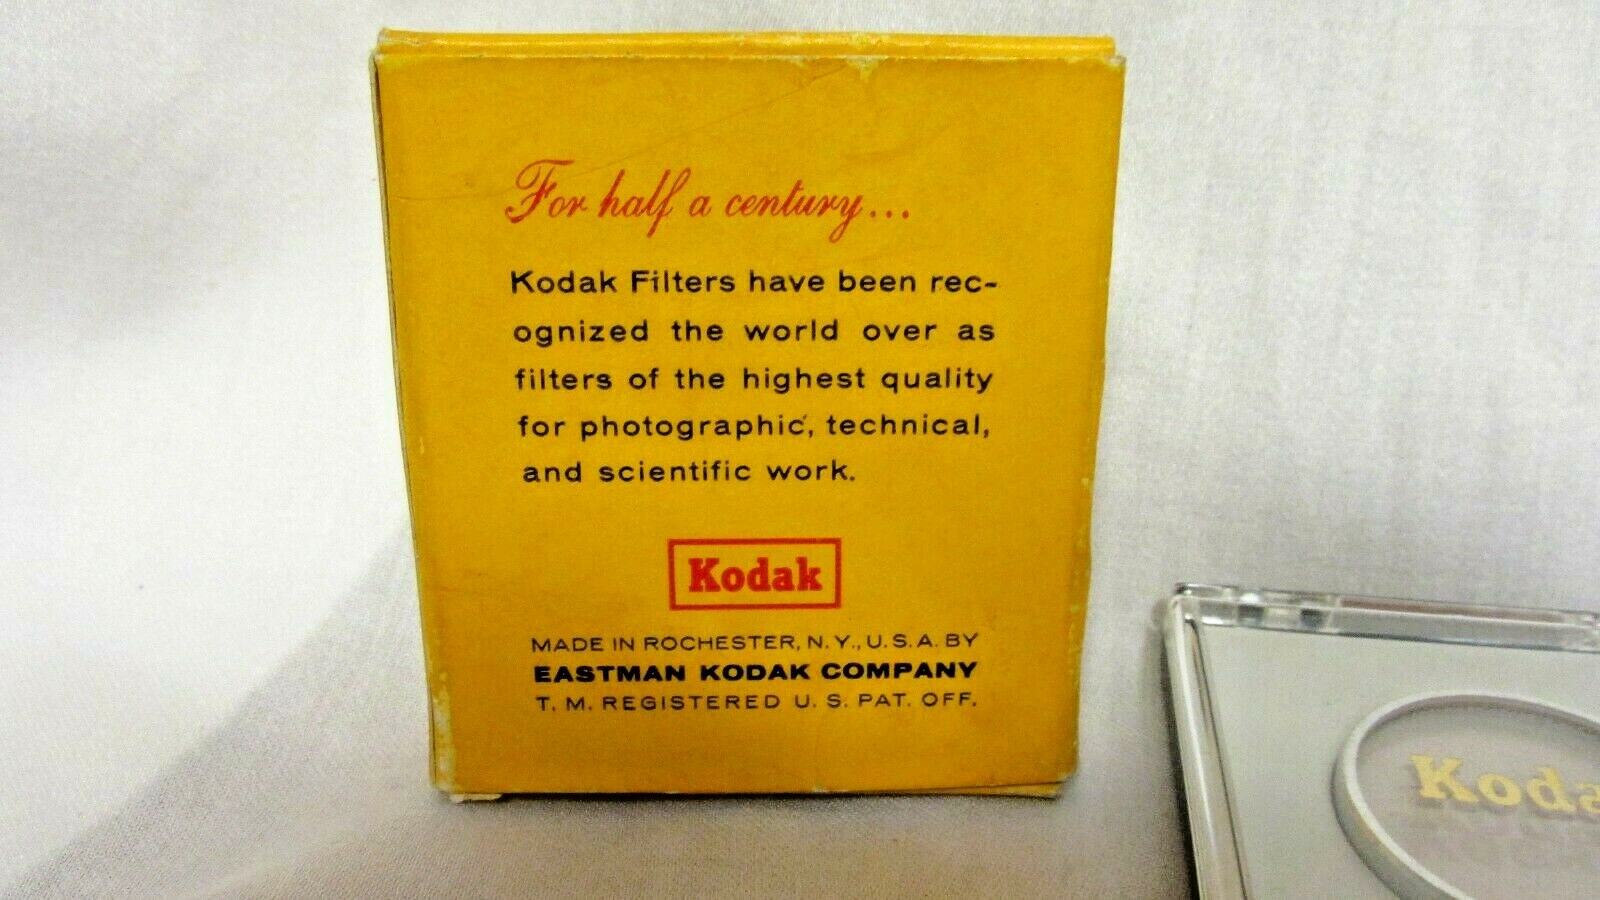 For half a century...
Kodak Filters have been rec-
ognized the world over as
filters of the highest quality
for photographic, technical,
and scientific work.
Kodak
MADE IN ROCHESTER, N.Y., U.S.A. BY
EASTMAN KODAK COMPANY
T. M. REGISTERED U. S. PAT. OFF.
Koda